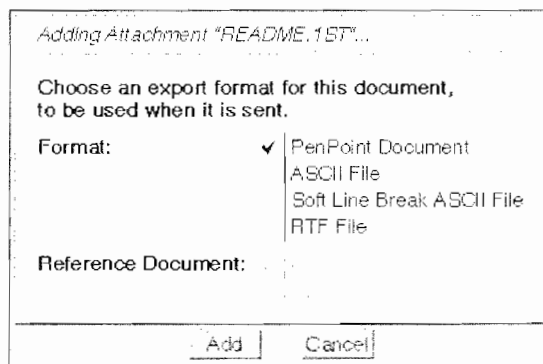 Adding Attachment "README.1ST"...
Choose an export format for this document,
to be used when it is sent.
Format: ✓ PenPoint Document
ASCII File
Soft Line Break ASCII File
RTF File
Reference Document:
Add Cancel